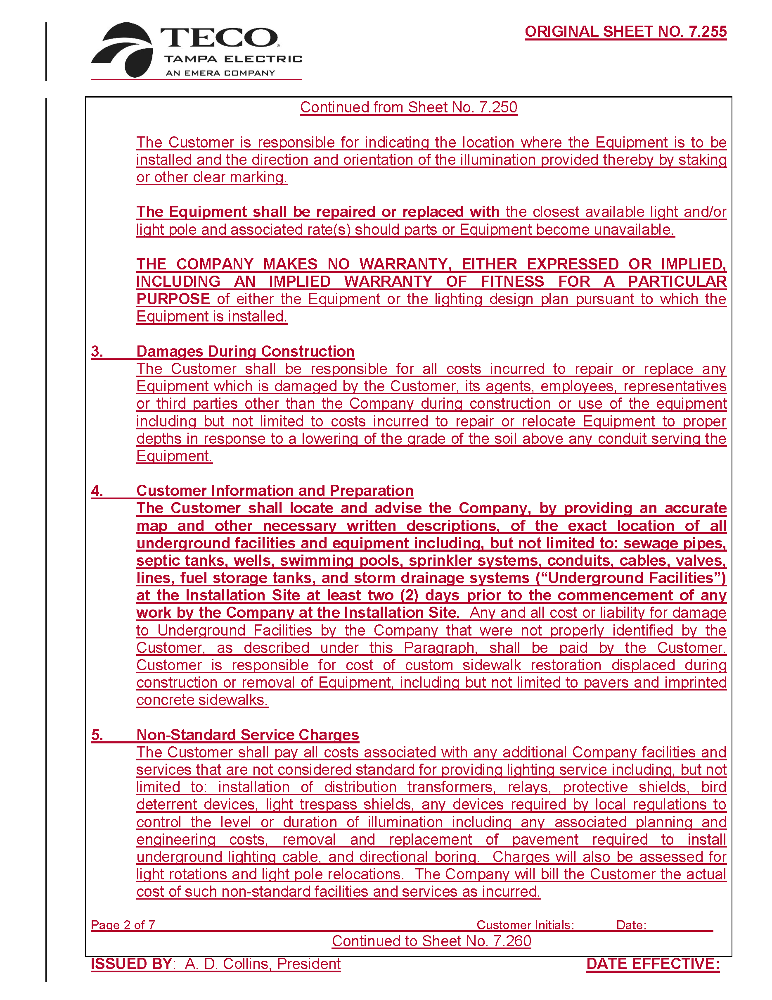 TECO®
TAMPA ELECTRIC
AN EMERA COMPANY
ORIGINAL SHEET NO. 7.255
Continued from Sheet No. 7.250
The Customer is responsible for indicating the location where the Equipment is to be
installed and the direction and orientation of the illumination provided thereby by staking
or other clear marking.
The Equipment shall be repaired or replaced with the closest available light and/or
light pole and associated rate(s) should parts or Equipment become unavailable.
THE COMPANY MAKES NO WARRANTY, EITHER EXPRESSED OR IMPLIED,
INCLUDING AN IMPLIED WARRANTY OF FITNESS FOR A PARTICULAR
PURPOSE of either the Equipment or the lighting design plan pursuant to which the
Equipment is installed.
3. Damages During Construction
The Customer shall be responsible for all costs incurred to repair or replace any
Equipment which is damaged by the Customer, its agents, employees, representatives
or third parties other than the Company during construction or use of the equipment
including but not limited to costs incurred to repair or relocate Equipment to proper
depths in response to a lowering of the grade of the soil above any conduit serving the
Equipment.
4. Customer Information and Preparation
The Customer shall locate and advise the Company, by providing an accurate
map and other necessary written descriptions, of the exact location of all
underground facilities and equipment including, but not limited to: sewage pipes,
septic tanks, wells, swimming pools, sprinkler systems, conduits, cables, valves,
lines, fuel storage tanks, and storm drainage systems (“Underground Facilities”)
at the Installation Site at least two (2) days prior to the commencement of any
work by the Company at the Installation Site. Any and all cost or liability for damage
to Underground Facilities by the Company that were not properly identified by the
Customer, as described under this Paragraph, shall be paid by the Customer.
Customer is responsible for cost of custom sidewalk restoration displaced during
construction or removal of Equipment, including but not limited to pavers and imprinted
concrete sidewalks.
5. Non-Standard Service Charges
The Customer shall pay all costs associated with any additional Company facilities and
services that are not considered standard for providing lighting service including, but not
limited to: installation of distribution transformers, relays, protective shields, bird
deterrent devices, light trespass shields, any devices required by local regulations to
control the level or duration of illumination including any associated planning and
engineering costs, removal and replacement of pavement required to install
underground lighting cable, and directional boring. Charges will also be assessed for
light rotations and light pole relocations. The Company will bill the Customer the actual
cost of such non-standard facilities and services as incurred.
Page 2 of 7 Customer Initials: Date:
Continued to Sheet No. 7.260
ISSUED BY: A. D. Collins, President DATE EFFECTIVE: